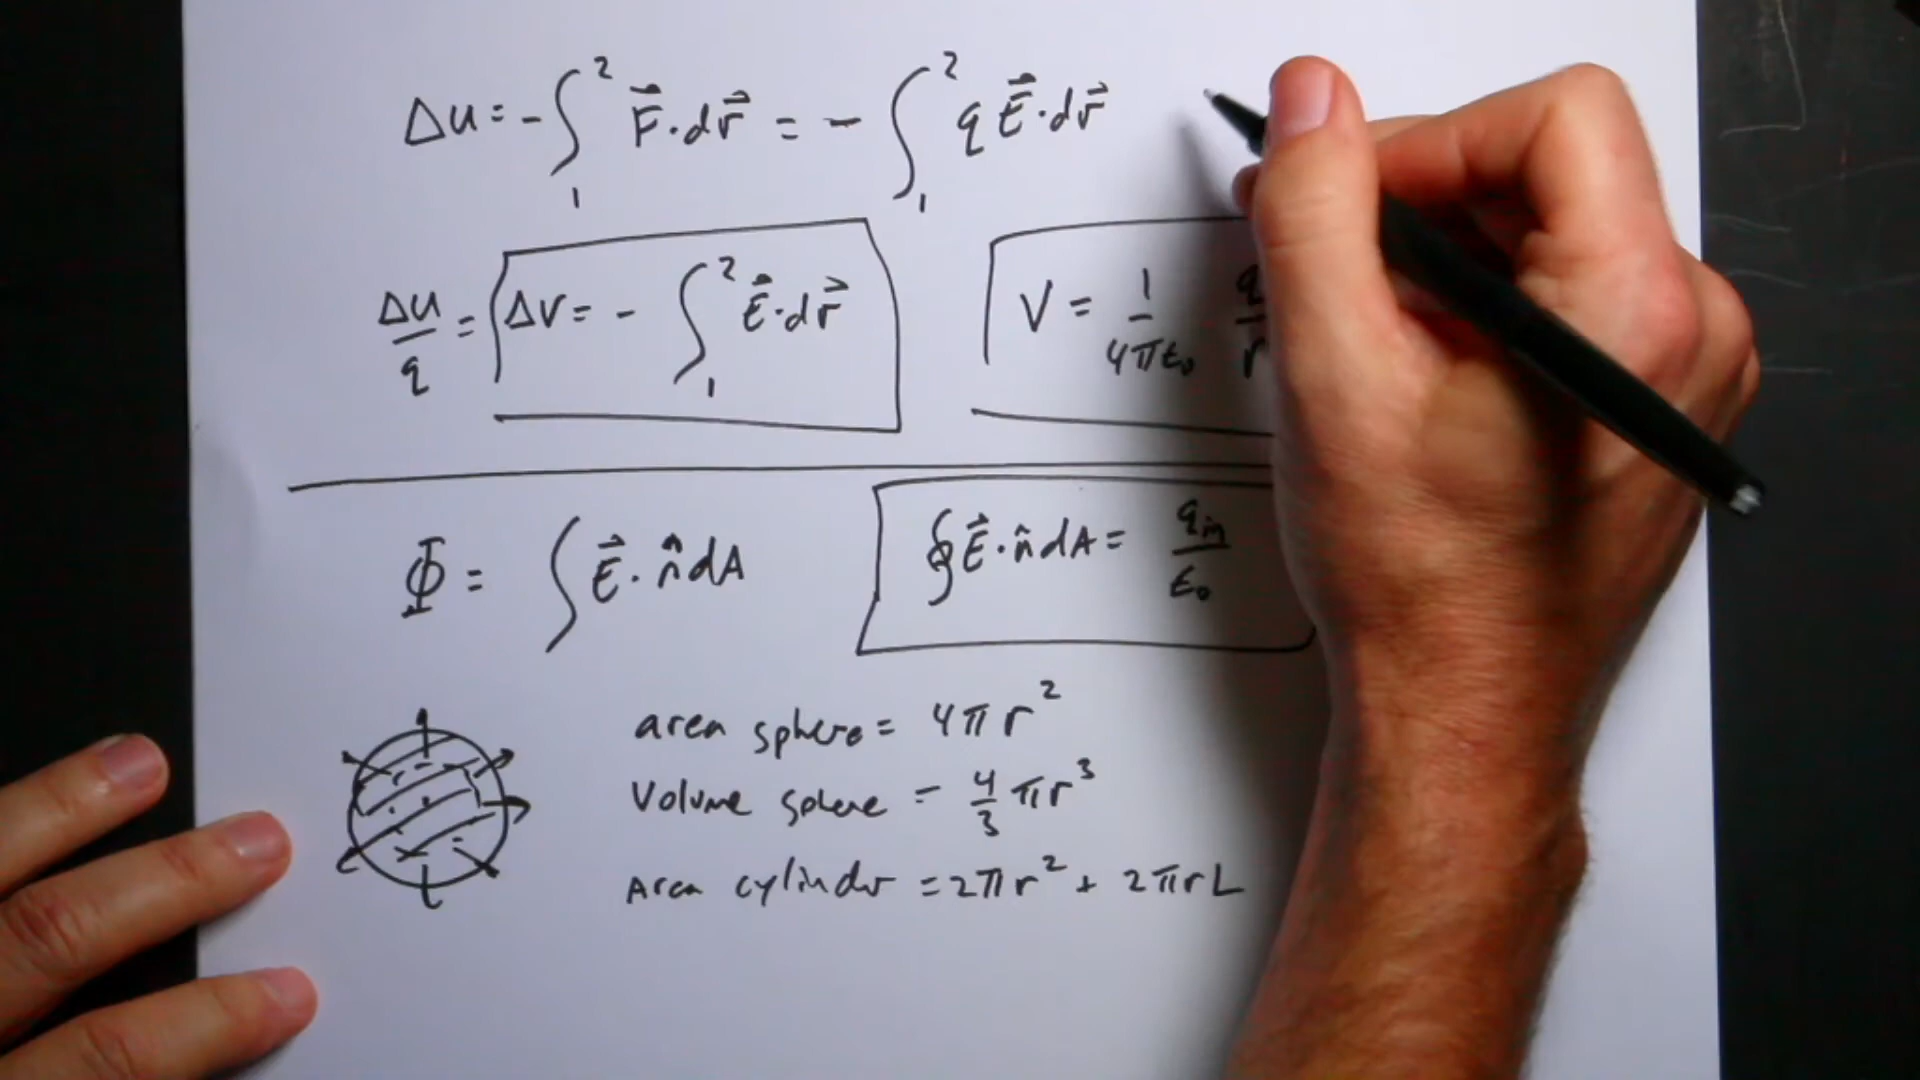 Δu = - ∫₁² F⃗·dr⃗ = - ∫₁² qE⃗·dr⃗
Δu/q = ΔV = - ∫₁² E⃗·dr⃗
V = 1/4πε₀ q/r
Φ = ∫ E⃗·n̂dA
∮E⃗·n̂dA = q_in/ε₀
area sphere = 4πr²
Volume sphere = 4/3 πr³
Area cylinder = 2πr² + 2πrL